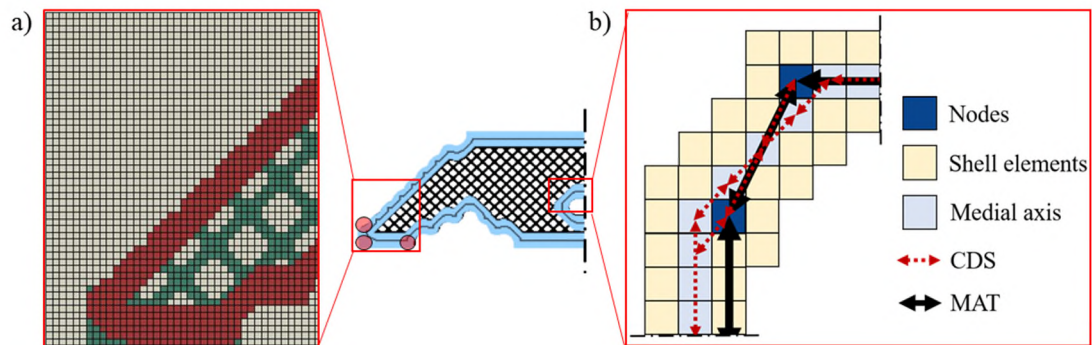 a)
b)
Nodes
Shell elements
Medial axis
CDS
MAT